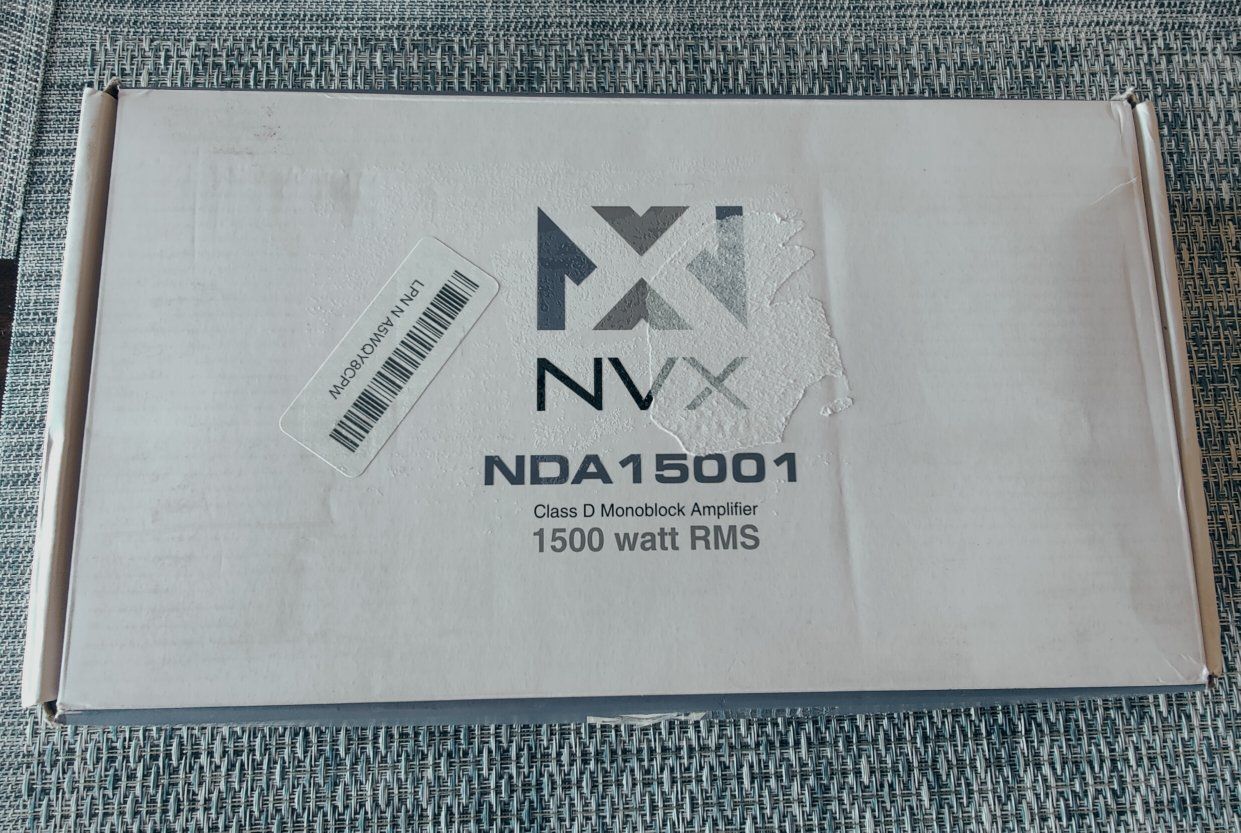 LPN N A5WQY8CPW
NVX
NDA15001
Class D Monoblock Amplifier
1500 watt RMS